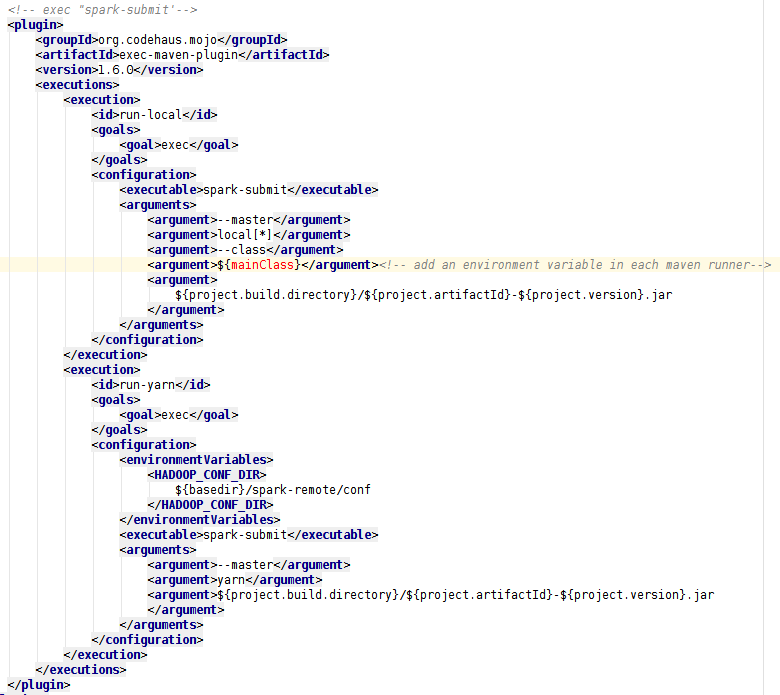 <!-- exec "spark-submit'-->
<plugin>
    <groupId>org.codehaus.mojo</groupId>
    <artifactId>exec-maven-plugin</artifactId>
    <version>1.6.0</version>
    <executions>
        <execution>
            <id>run-local</id>
            <goals>
                <goal>exec</goal>
            </goals>
            <configuration>
                <executable>spark-submit</executable>
                <arguments>
                    <argument>--master</argument>
                    <argument>local[*]</argument>
                    <argument>--class</argument>
                    <argument>${mainClass}</argument><!-- add an environment variable in each maven runner-->
                    <argument>
                        ${project.build.directory}/${project.artifactId}-${project.version}.jar
                    </argument>
                </arguments>
            </configuration>
        </execution>
        <execution>
            <id>run-yarn</id>
            <goals>
                <goal>exec</goal>
            </goals>
            <configuration>
                <environmentVariables>
                    <HADOOP_CONF_DIR>
                        ${basedir}/spark-remote/conf
                    </HADOOP_CONF_DIR>
                </environmentVariables>
                <executable>spark-submit</executable>
                <arguments>
                    <argument>--master</argument>
                    <argument>yarn</argument>
                    <argument>${project.build.directory}/${project.artifactId}-${project.version}.jar
                    </argument>
                </arguments>
            </configuration>
        </execution>
    </executions>
</plugin>